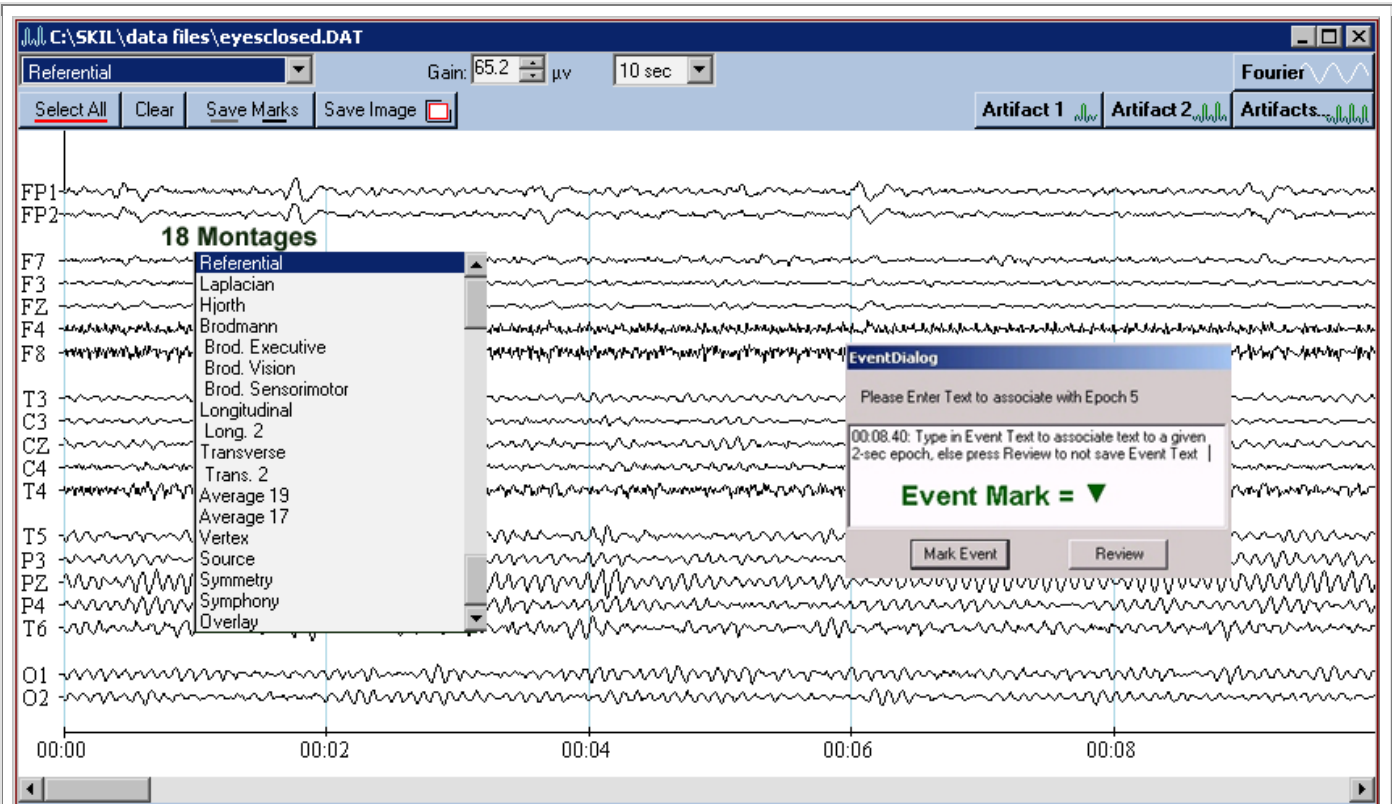 C:\SKIL\data files\eyesclosed.DAT
Referential
Gain: 65.2 μv
10 sec
Fourier
Select All
Clear
Save Marks
Save Image
Artifact 1
Artifact 2
Artifacts...
FP1
FP2
18 Montages
F7
F3
FZ
F4
F8
T3
C3
CZ
C4
T4
T5
P3
PZ
P4
T6
O1
O2
Referential
Laplacian
Hjorth
Brodmann
Brod. Executive
Brod. Vision
Brod. Sensorimotor
Longitudinal
Long. 2
Transverse
Trans. 2
Average 19
Average 17
Vertex
Source
Symmetry
Symphony
Overlay
EventDialog
Please Enter Text to associate with Epoch 5
00:08.40: Type in Event Text to associate text to a given
2-sec epoch, else press Review to not save Event Text
Event Mark = ▼
Mark Event
Review
00:00
00:02
00:04
00:06
00:08